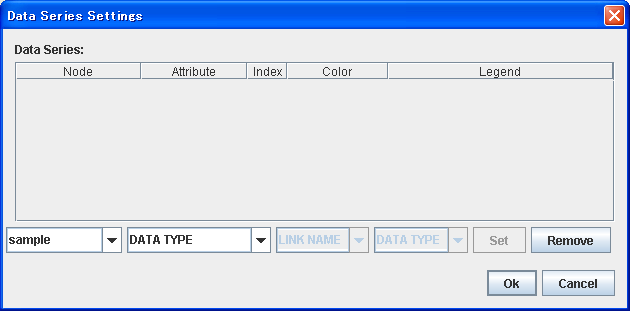 Data Series Settings
Data Series:
Node Attribute Index Color Legend
sample DATA TYPE LINK NAME DATA TYPE Set Remove
Ok Cancel